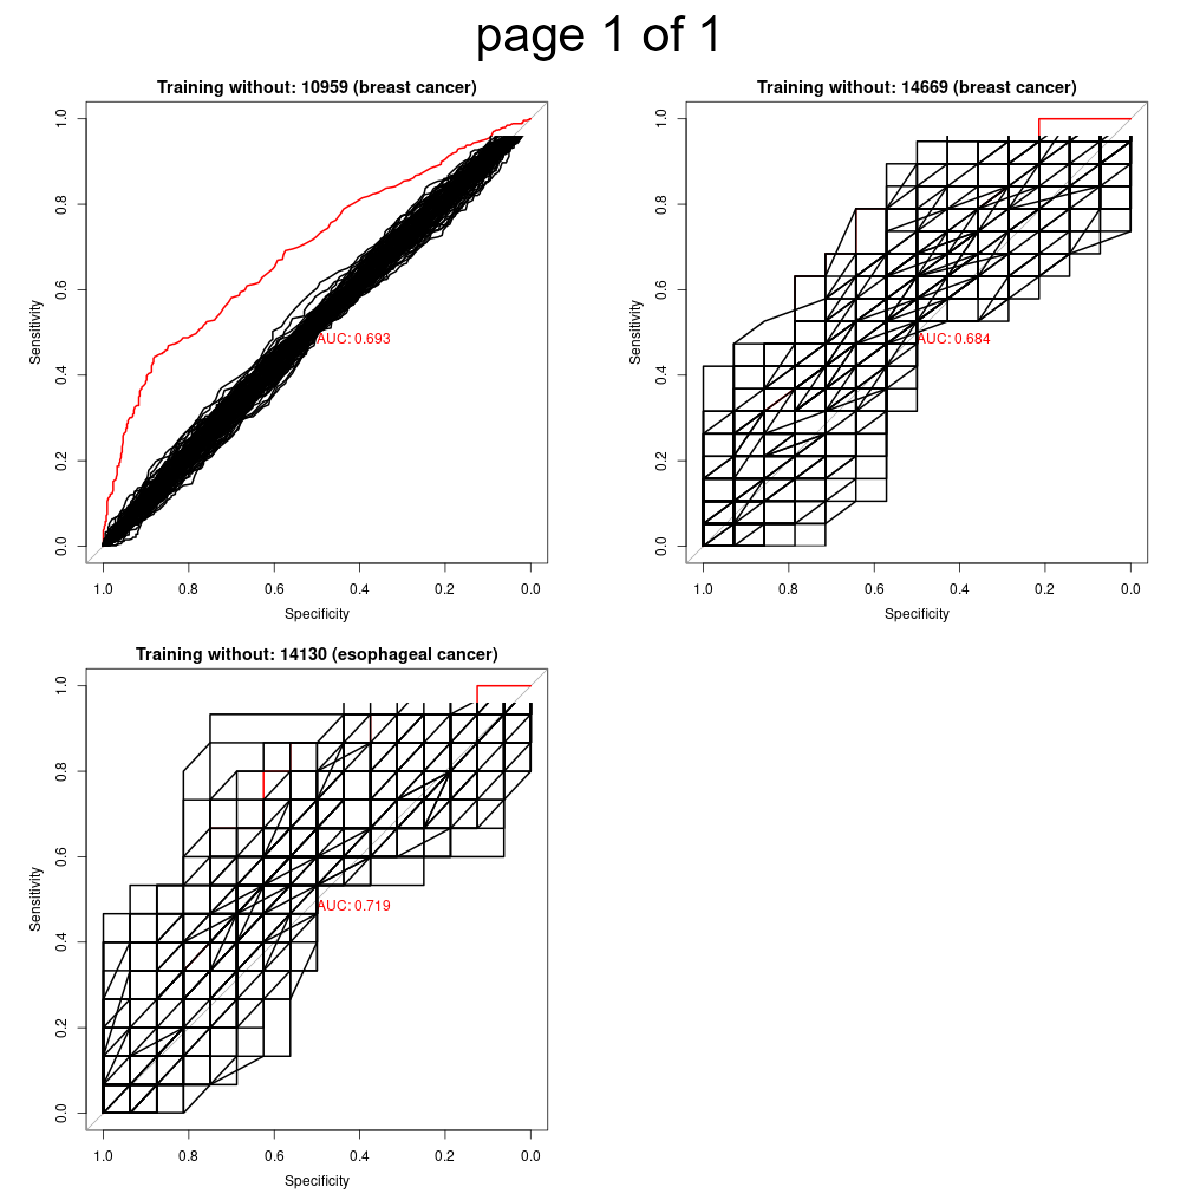 page 1 of 1
Training without: 10959 (breast cancer)
1.0
0.8
0.6
0.4
0.2
0.0
Sensitivity
AUC: 0.693
1.0 0.8 0.6 0.4 0.2 0.0
Specificity
Training without: 14669 (breast cancer)
1.0
0.8
0.6
0.4
0.2
0.0
Sensitivity
AUC: 0.684
1.0 0.8 0.6 0.4 0.2 0.0
Specificity
Training without: 14130 (esophageal cancer)
1.0
0.8
0.6
0.4
0.2
0.0
Sensitivity
AUC: 0.719
1.0 0.8 0.6 0.4 0.2 0.0
Specificity